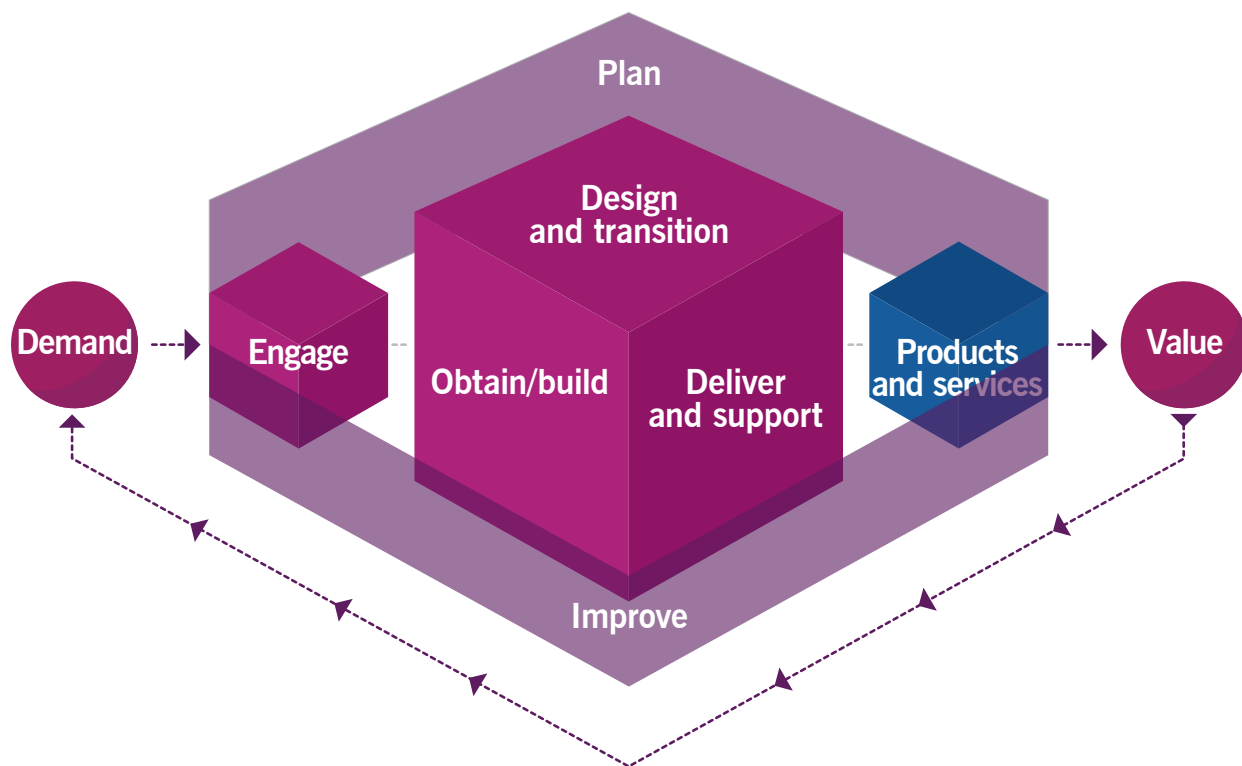 Plan
Design
and transition
Demand
Engage
Obtain/build
Deliver
and support
Products
and services
Value
Improve